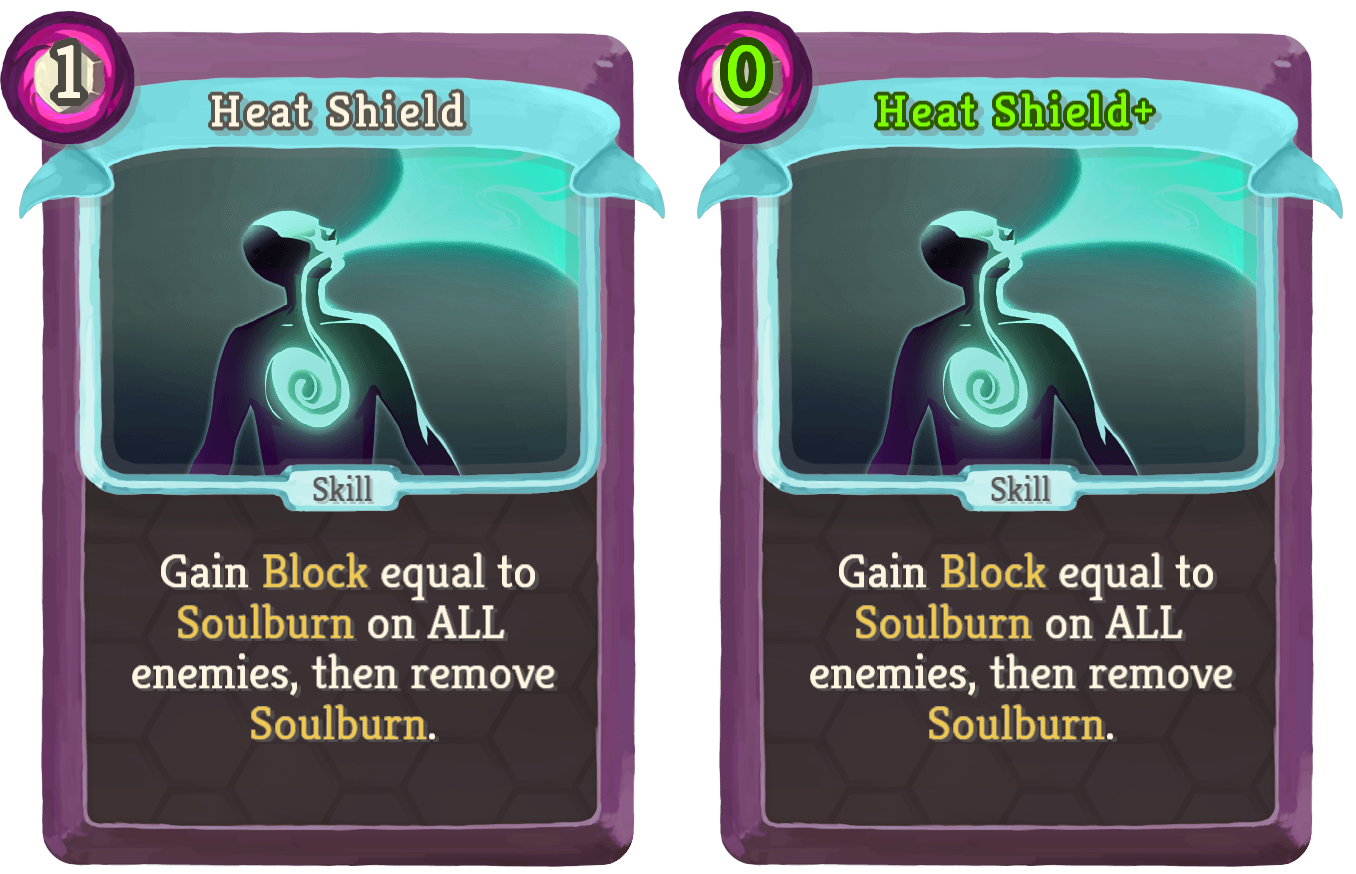 1
Heat Shield
Skill
Gain Block equal to
Soulburn on ALL
enemies, then remove
Soulburn.
0
Heat Shield+
Skill
Gain Block equal to
Soulburn on ALL
enemies, then remove
Soulburn.